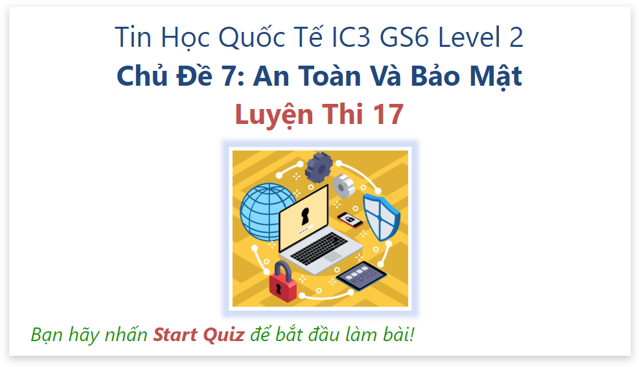 Tin Học Quốc Tế IC3 GS6 Level 2
Chủ Đề 7: An Toàn Và Bảo Mật
Luyện Thi 17
Bạn hãy nhấn Start Quiz để bắt đầu làm bài!